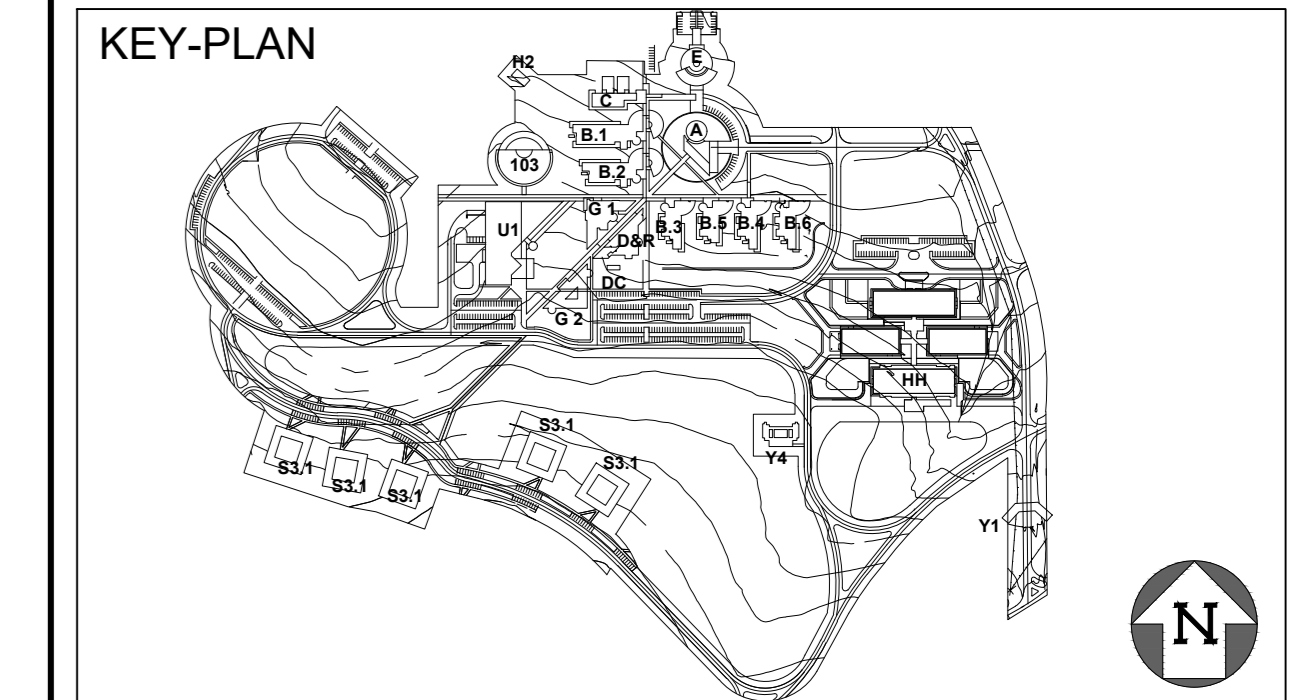 KEY-PLAN
E
H2
C
A
B.1
103
B.2
G 1
U1
B.3
B.5
B.4
B.6
D&R
DC
G 2
HH
S3.1
Y4
S3.1
S3.1
S3.1
S3.1
Y1
N